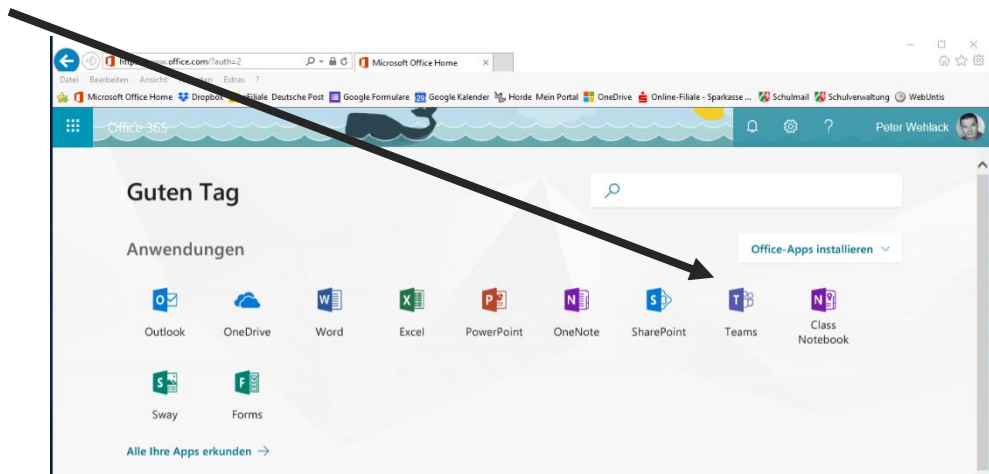 www.office.com/?auth=2
Microsoft Office Home
Datei Bearbeiten Ansicht Extras ?
Microsoft Office Home Deutsche Post Google Formulare Google Kalender Horde Mein Portal OneDrive Online-Filiale - Sparkasse ... Schulmail Schulverwaltung WebUntis
Office 365
? Peter Wehlack
Guten Tag
Anwendungen
Office-Apps installieren
Outlook OneDrive Word Excel PowerPoint OneNote SharePoint Teams Class
Notebook
Sway Forms
Alle Ihre Apps erkunden →